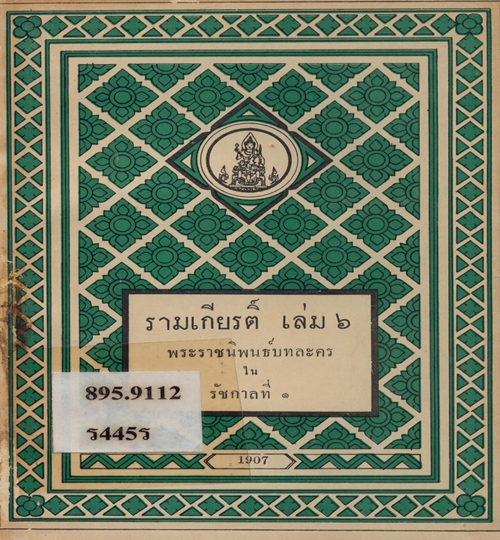 รามเกียรติ์ เล่ม ๖
พระราชนิพนธ์บทละคร
ใน
รัชกาลที่ ๑
895.9112
ร445ร
1907